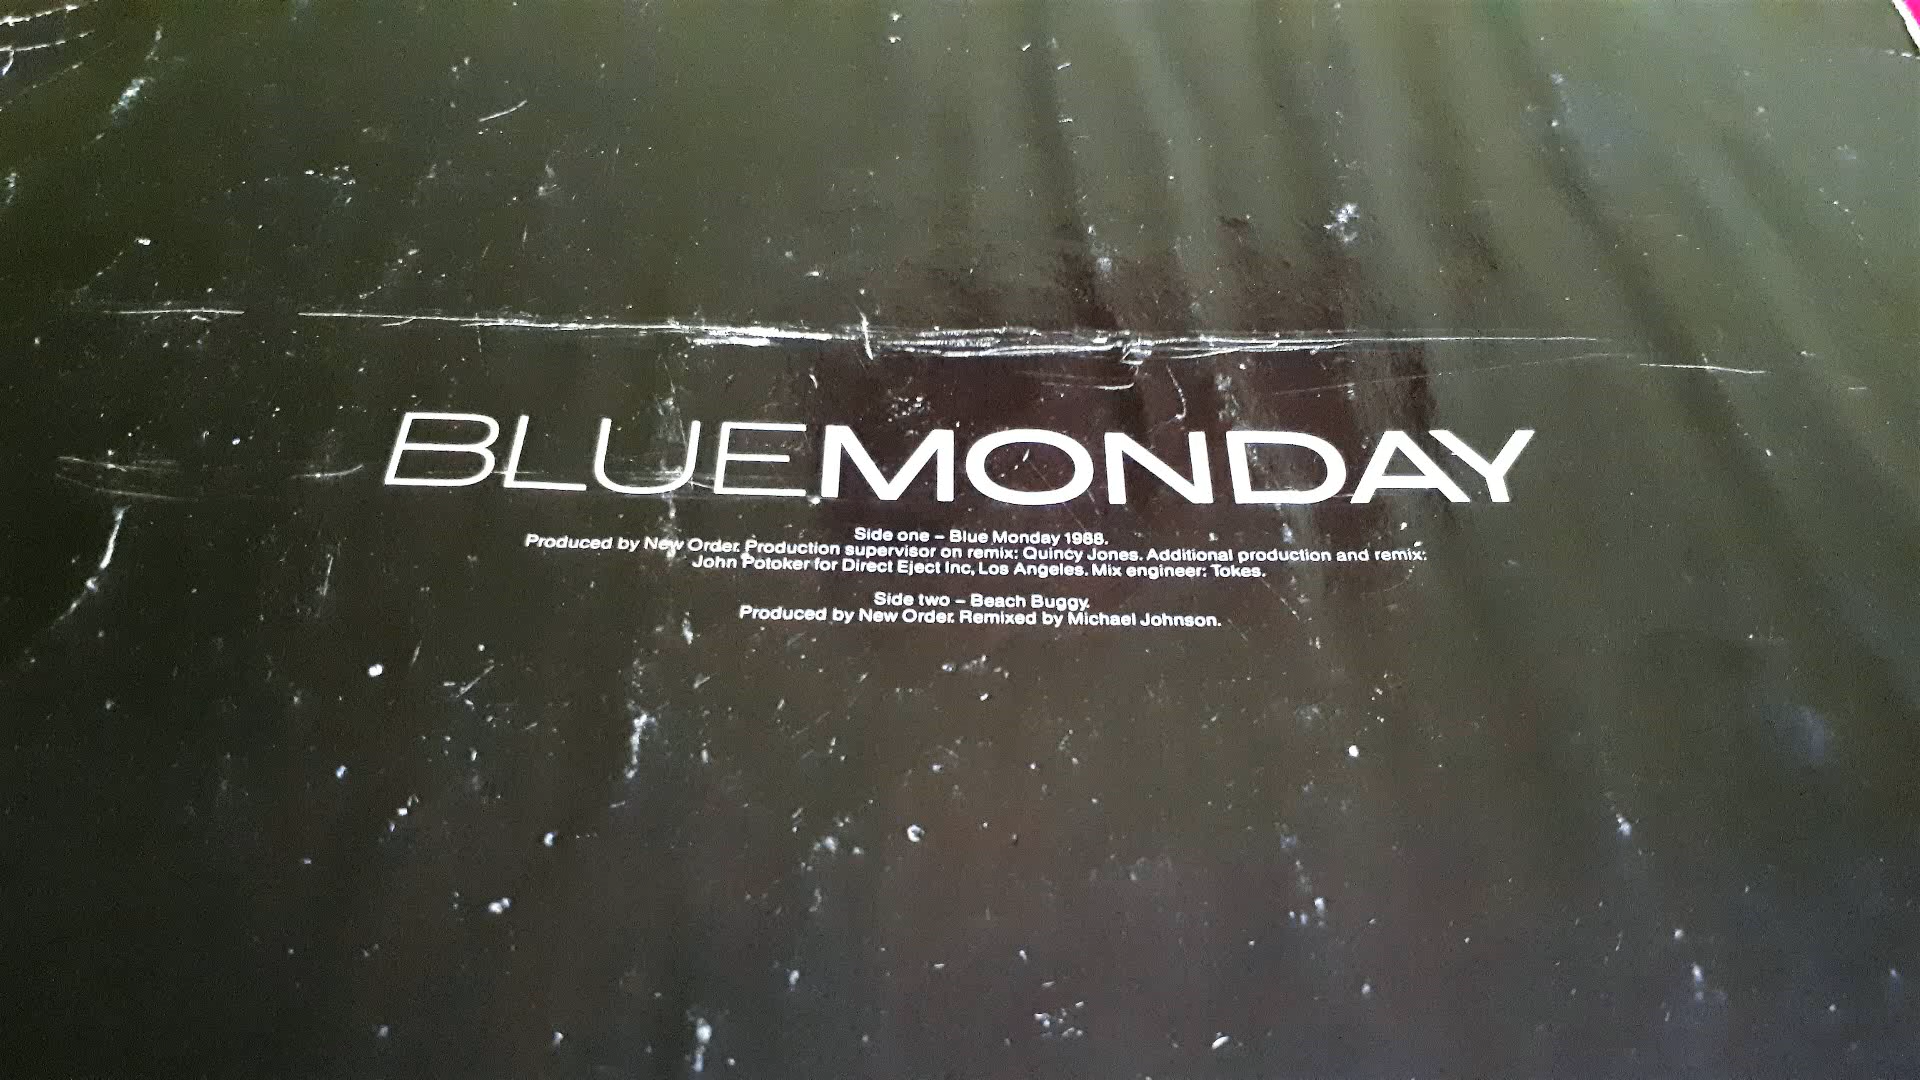 BLUEMONDAY
Side one – Blue Monday 1988.
Produced by New Order. Production supervisor on remix: Quincy Jones. Additional production and remix:
John Potoker for Direct Eject Inc, Los Angeles. Mix engineer: Tokes.
Side two – Beach Buggy.
Produced by New Order. Remixed by Michael Johnson.